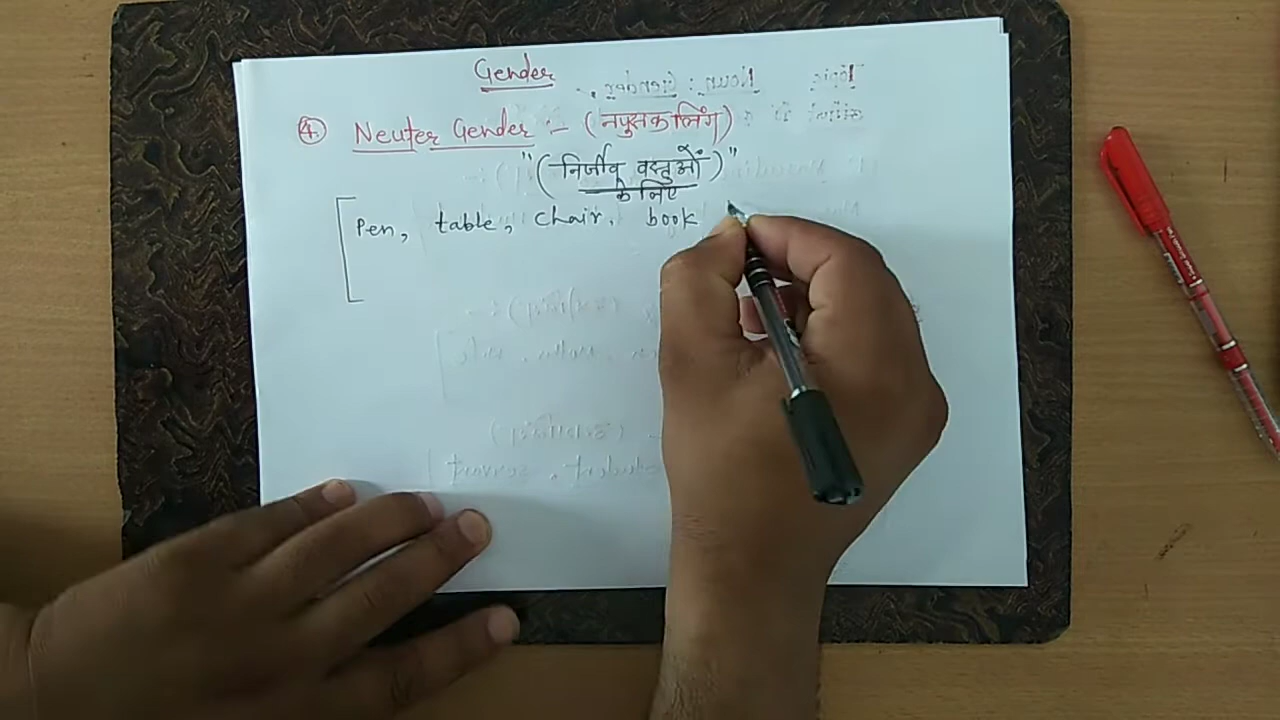 Gender
④ Neuter Gender :- (नपुसकलिंग)
"(निर्जीव वस्तुओं)"
के लिए
Pen, table, chair, book